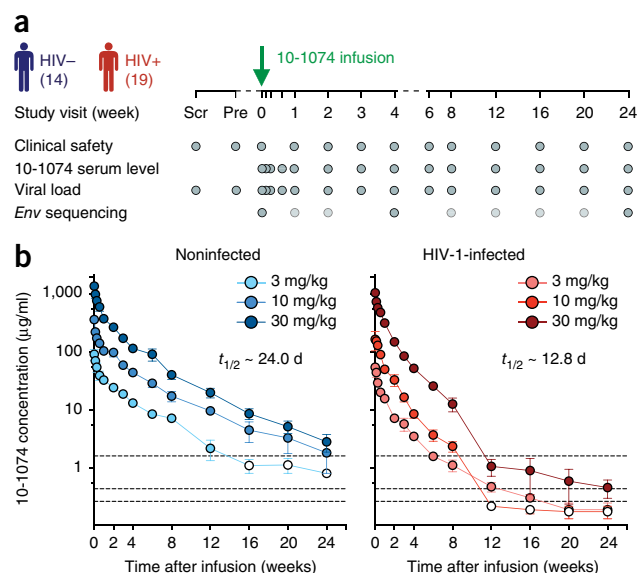 a
HIV– (14)
HIV+ (19)
10-1074 infusion
Study visit (week)
Scr Pre 0 1 2 3 4 6 8 12 16 20 24
Clinical safety
10-1074 serum level
Viral load
Env sequencing
b
Noninfected
HIV-1-infected
10-1074 concentration (µg/ml)
1,000
100
10
1
3 mg/kg
10 mg/kg
30 mg/kg
t1/2 ~ 24.0 d
0 2 4 8 12 16 20 24
Time after infusion (weeks)
3 mg/kg
10 mg/kg
30 mg/kg
t1/2 ~ 12.8 d
0 2 4 8 12 16 20 24
Time after infusion (weeks)